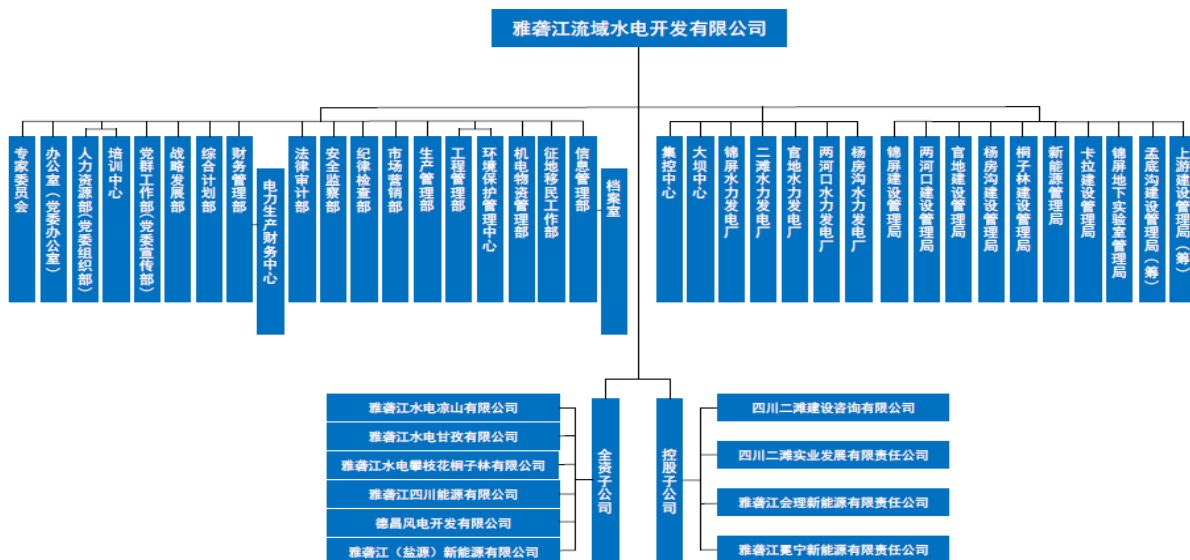 雅砻江流域水电开发有限公司
专家委员会
办公室（党委办公室）
人力资源部（党委组织部）
培训中心
党群工作部（党委宣传部）
战略发展部
综合计划部
财务管理部
电力生产财务中心
法律审计部
安全监察部
纪律检查部
市场营销部
生产管理部
工程管理部
环境保护管理中心
机电物资管理部
征地移民工作部
信息管理部
档案室
集控中心
大坝中心
锦屏水力发电厂
二滩水力发电厂
官地水力发电厂
两河口水力发电厂
杨房沟水力发电厂
锦屏建设管理局
两河口建设管理局
官地建设管理局
杨房沟建设管理局
桐子林建设管理局
新能源管理局
卡拉建设管理局
锦屏地下实验室管理局
孟底沟建设管理局（筹）
上游建设管理局（筹）
全资子公司
雅砻江水电凉山有限公司
雅砻江水电甘孜有限公司
雅砻江水电攀枝花桐子林有限公司
雅砻江四川能源有限公司
德昌风电开发有限公司
雅砻江（盐源）新能源有限公司
控股子公司
四川二滩建设咨询有限公司
四川二滩实业发展有限责任公司
雅砻江会理新能源有限责任公司
雅砻江冕宁新能源有限责任公司